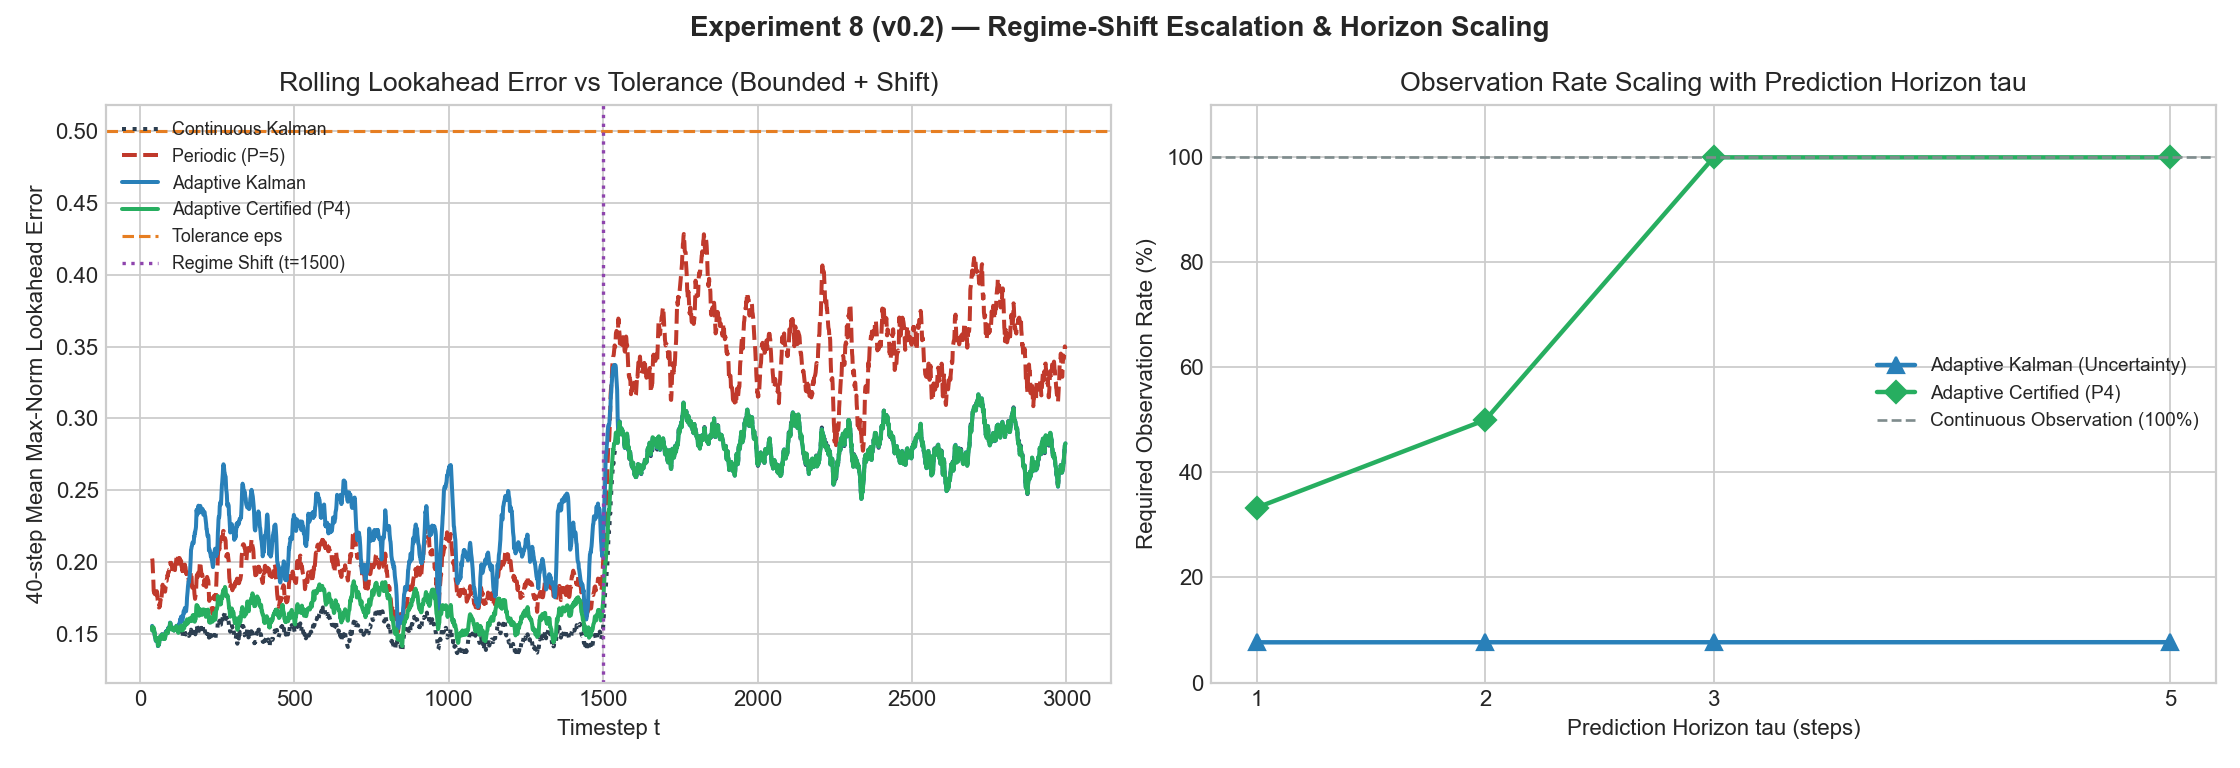 Experiment 8 (v0.2) — Regime-Shift Escalation & Horizon Scaling
Rolling Lookahead Error vs Tolerance (Bounded + Shift)
40-step Mean Max-Norm Lookahead Error
0.50
0.45
0.40
0.35
0.30
0.25
0.20
0.15
Continuous Kalman
Periodic (P=5)
Adaptive Kalman
Adaptive Certified (P4)
Tolerance eps
Regime Shift (t=1500)
0 500 1000 1500 2000 2500 3000
Timestep t
Observation Rate Scaling with Prediction Horizon tau
Required Observation Rate (%)
100
80
60
40
20
0
Adaptive Kalman (Uncertainty)
Adaptive Certified (P4)
Continuous Observation (100%)
1 2 3 5
Prediction Horizon tau (steps)